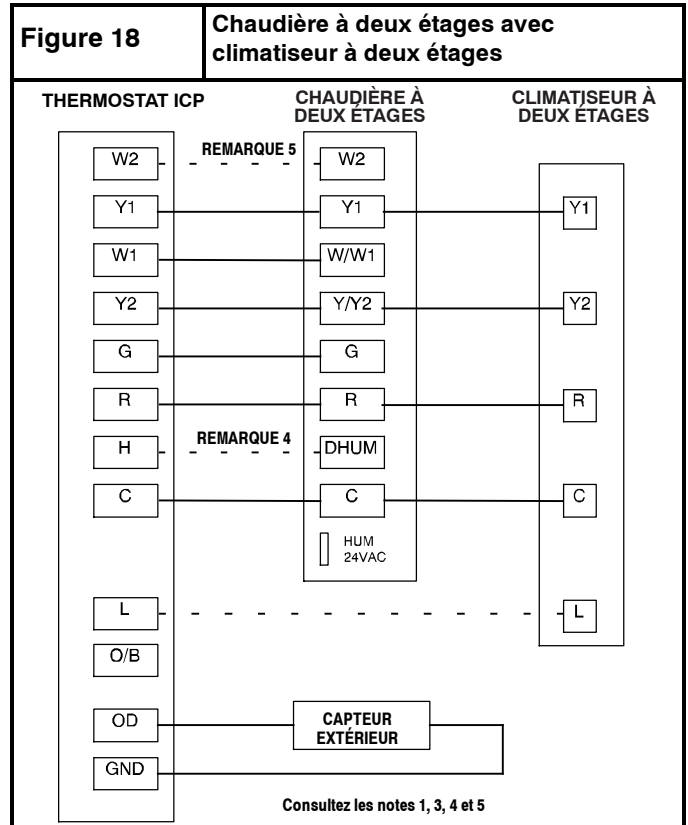 Figure 18
Chaudière à deux étages avec
climatiseur à deux étages
THERMOSTAT ICP
CHAUDIÈRE À
DEUX ÉTAGES
CLIMATISEUR À
DEUX ÉTAGES
W2 REMARQUE 5 W2
Y1 Y1 Y1
W1 W/W1
Y2 Y/Y2 Y2
G G
R R R
H REMARQUE 4 DHUM
C C C
HUM
24VAC
L L
O/B
OD CAPTEUR
EXTÉRIEUR
GND
Consultez les notes 1, 3, 4 et 5